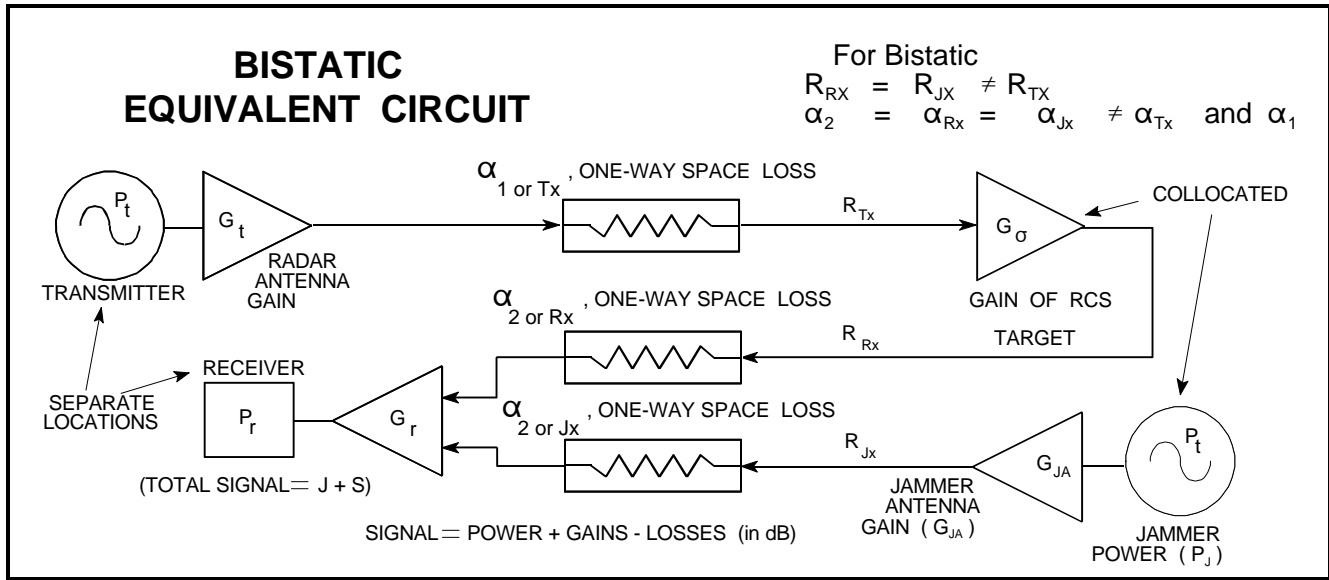 BISTATIC
EQUIVALENT CIRCUIT
For Bistatic
R_RX = R_JX ≠ R_TX
α_2 = α_Rx = α_Jx ≠ α_Tx and α_1
P_t
TRANSMITTER
G_t
RADAR
ANTENNA
GAIN
α_1 or Tx , ONE-WAY SPACE LOSS
R_Tx
G_σ
COLLOCATED
GAIN OF RCS
TARGET
α_2 or Rx , ONE-WAY SPACE LOSS
R_Rx
SEPARATE
LOCATIONS
RECEIVER
P_r
G_r
(TOTAL SIGNAL = J + S)
α_2 or Jx , ONE-WAY SPACE LOSS
R_Jx
G_JA
P_t
JAMMER
ANTENNA
GAIN ( G_JA )
JAMMER
POWER ( P_J )
SIGNAL = POWER + GAINS - LOSSES (in dB)